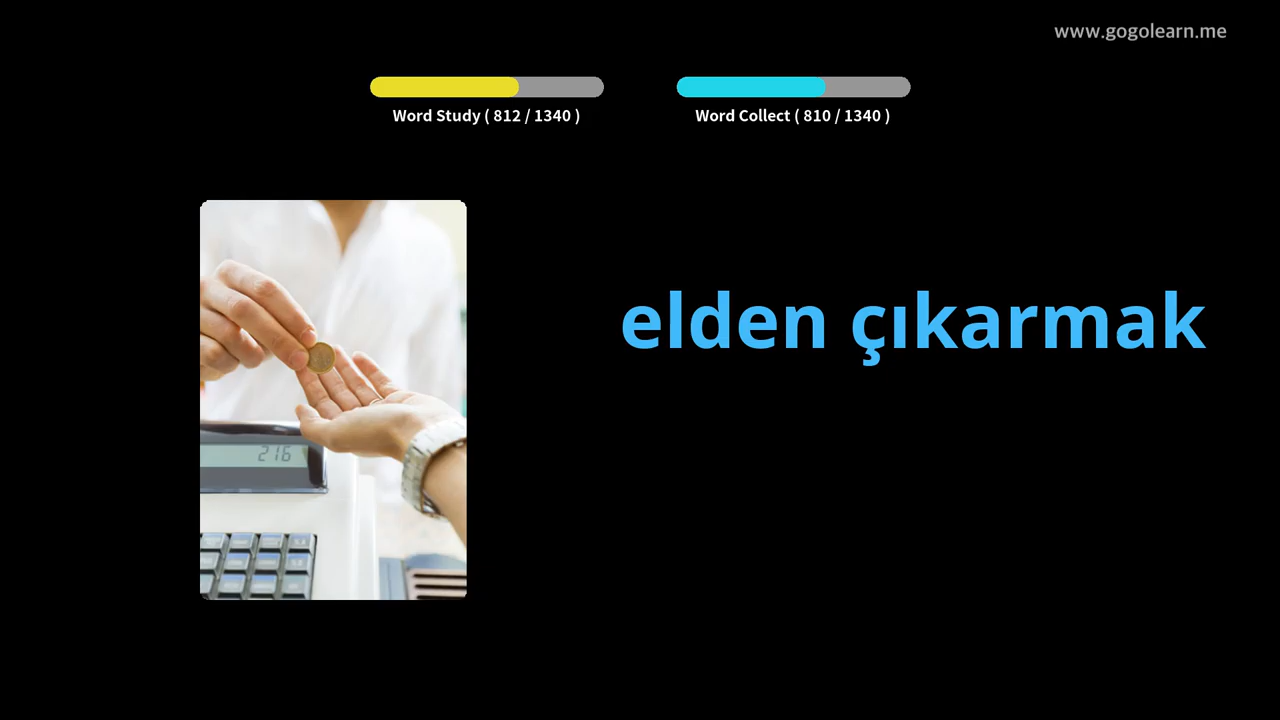 www.gogolearn.me
Word Study ( 812 / 1340 )
Word Collect ( 810 / 1340 )
elden çıkarmak
216